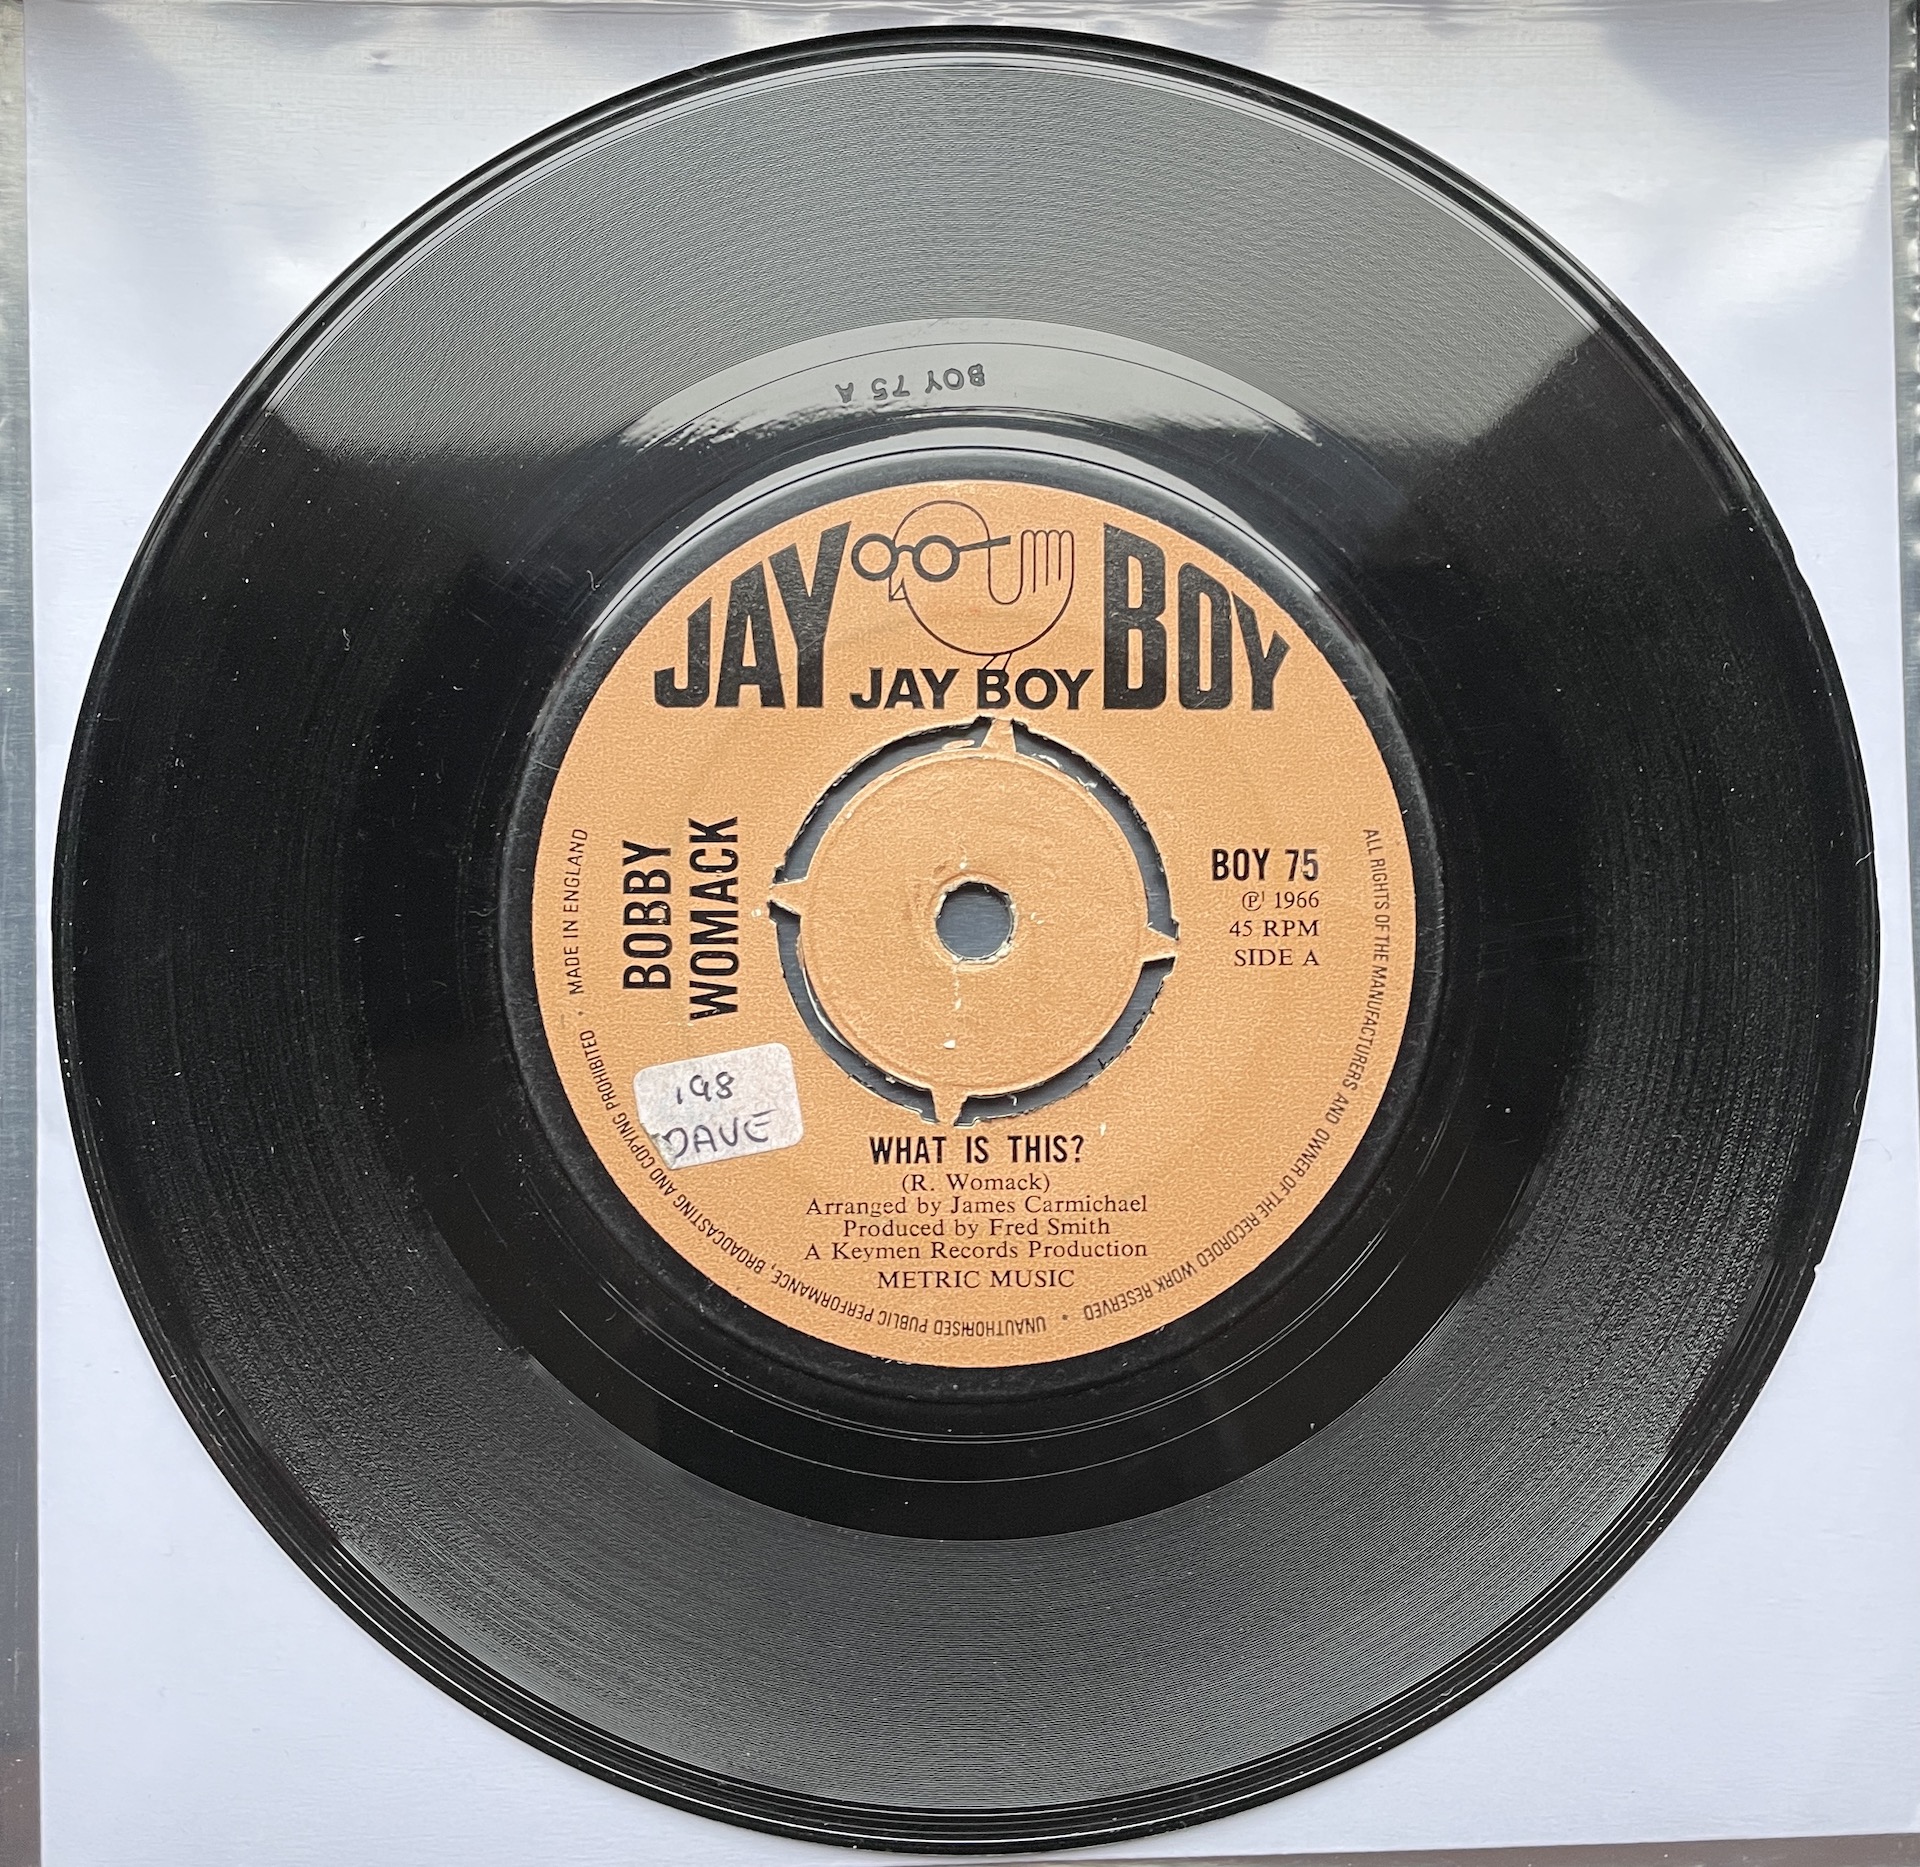 BOY 75 A
JAY BOY
JAY BOY
BOBBY
WOMACK
BOY 75
℗ 1966
45 RPM
SIDE A
198
DAVE
WHAT IS THIS?
(R. Womack)
Arranged by James Carmichael
Produced by Fred Smith
A Keymen Records Production
METRIC MUSIC
ALL RIGHTS OF THE MANUFACTURERS AND OWNER OF THE RECORDED WORK RESERVED • UNAUTHORISED PUBLIC PERFORMANCE, BROADCASTING AND COPYING PROHIBITED • MADE IN ENGLAND